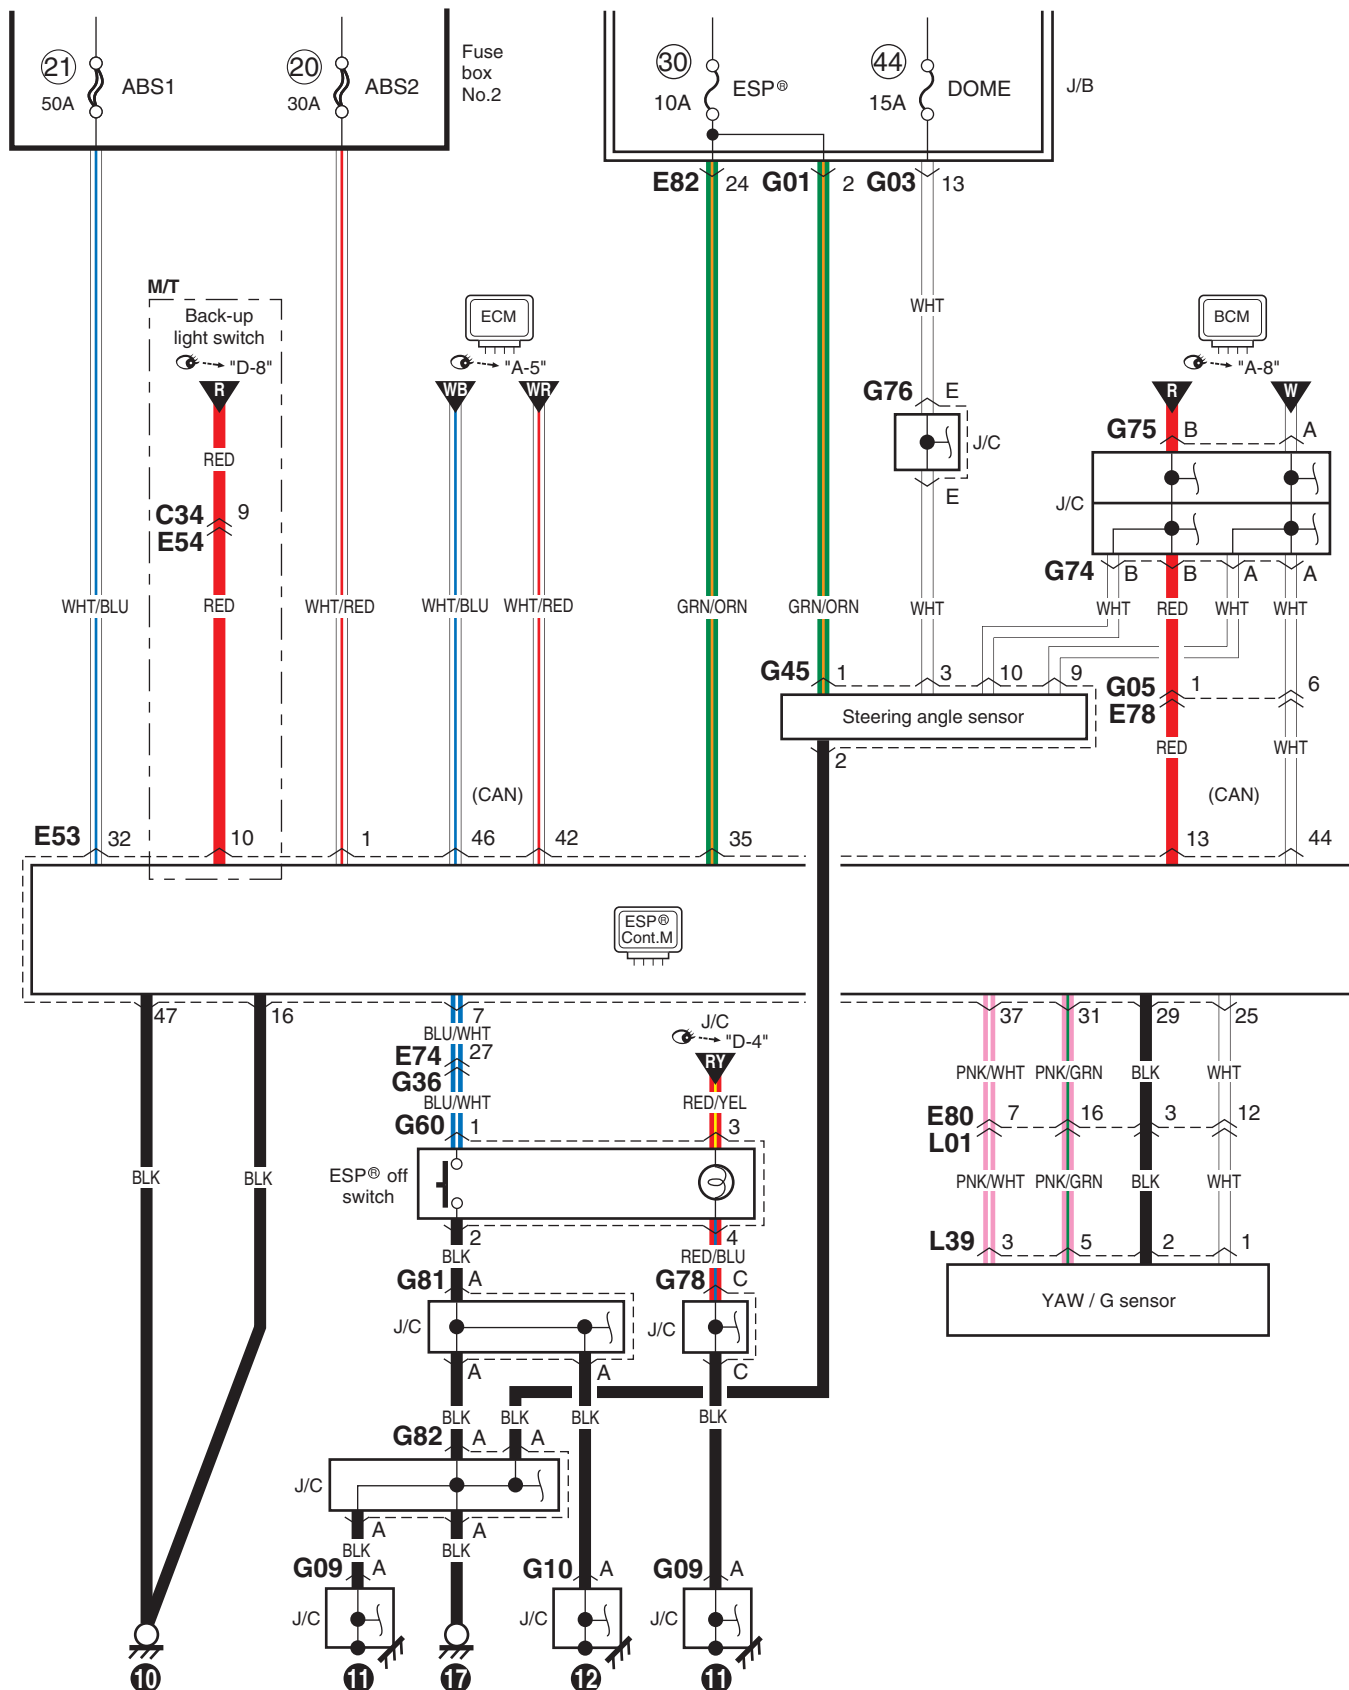 21
50A
ABS1
20
30A
ABS2
Fuse
box
No.2
30
10A
ESP®
44
15A
DOME
J/B
E82 24 G01 2 G03 13
M/T
Back-up
light switch
"D-8"
R
ECM
"A-5"
WB WR
WHT
BCM
"A-8"
R W
G76 E
J/C
E
G75 B A
J/C
G74 B B A A
RED
C34 9
E54
WHT/BLU RED WHT/RED WHT/BLU WHT/RED GRN/ORN GRN/ORN WHT WHT RED WHT WHT
G45 1 3 10 9
G05 1 6
E78
Steering angle sensor
2
RED WHT
(CAN) (CAN)
E53 32 10 1 46 42 35 13 44
ESP®
Cont.M
47 16 7 37 31 29 25
BLU/WHT
E74 27
G36
BLU/WHT
J/C
"D-4"
RY
RED/YEL
G60 1 3
PNK/WHT PNK/GRN BLK WHT
E80 7 16 3 12
L01
BLK BLK
ESP® off
switch
PNK/WHT PNK/GRN BLK WHT
2 4
BLK RED/BLU
L39 3 5 2 1
YAW / G sensor
G81 A G78 C
J/C J/C
A A C
BLK BLK BLK BLK
G82 A A
J/C
A A
BLK BLK
G09 A G10 A G09 A
J/C J/C J/C
10 11 17 12 11